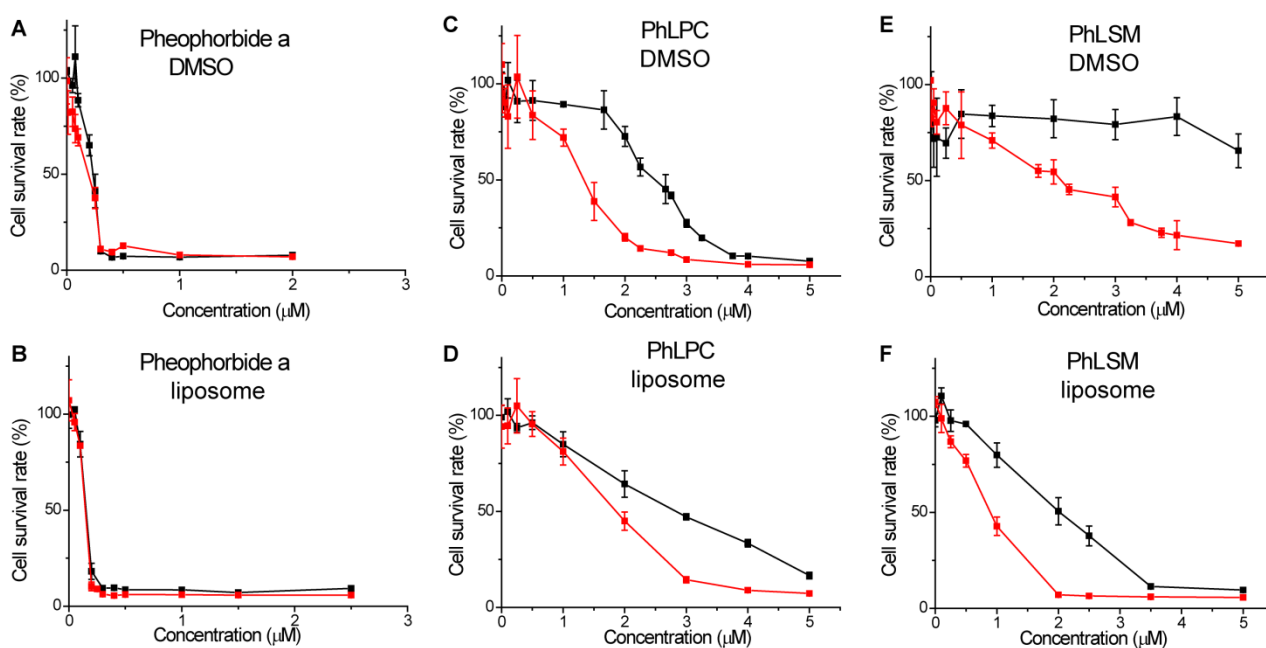 A
Pheophorbide a
DMSO
Cell survival rate (%)
100
50
0
0
1
2
3
Concentration (µM)
C
PhLPC
DMSO
Cell survival rate (%)
100
50
0
0
1
2
3
4
5
Concentration (µM)
E
PhLSM
DMSO
Cell survival rate (%)
100
50
0
0
1
2
3
4
5
Concentration (µM)
B
Pheophorbide a
liposome
Cell survival rate (%)
100
50
0
0
1
2
3
Concentration (µM)
D
PhLPC
liposome
Cell survival rate (%)
100
50
0
0
1
2
3
4
5
Concentration (µM)
F
PhLSM
liposome
Cell survival rate (%)
100
50
0
0
1
2
3
4
5
Concentration (µM)